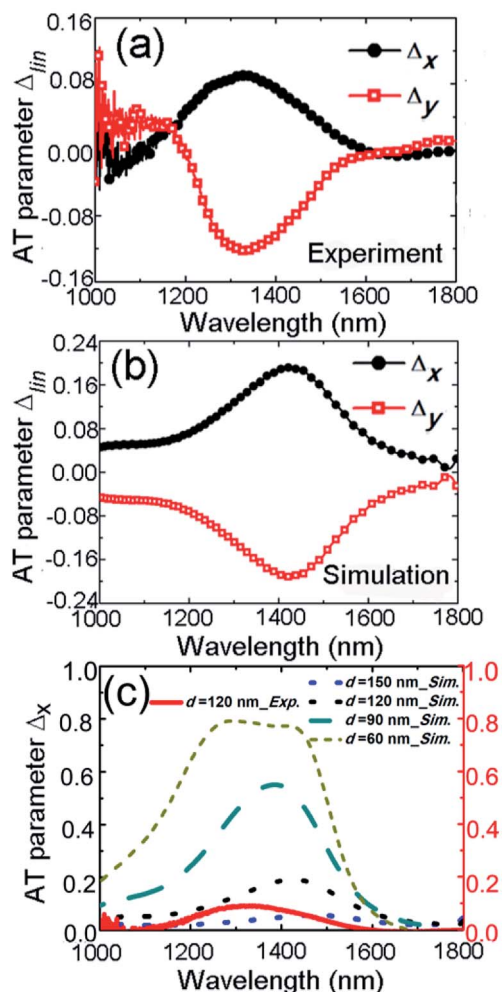 (a)
Δx
Δy
Experiment
AT parameter Δlin
0.16
0.08
0.00
-0.08
-0.16
1000 1200 1400 1600 1800
Wavelength (nm)
(b)
Δx
Δy
Simulation
AT parameter Δlin
0.24
0.16
0.08
0.00
-0.08
-0.16
-0.24
1000 1200 1400 1600 1800
Wavelength (nm)
(c)
d=120 nm_Exp.
d=150 nm_Sim.
d=120 nm_Sim.
d=90 nm_Sim.
d=60 nm_Sim.
AT parameter Δx
1.0 1.0
0.8 0.8
0.6 0.6
0.4 0.4
0.2 0.2
0.0 0.0
1000 1200 1400 1600 1800
Wavelength (nm)